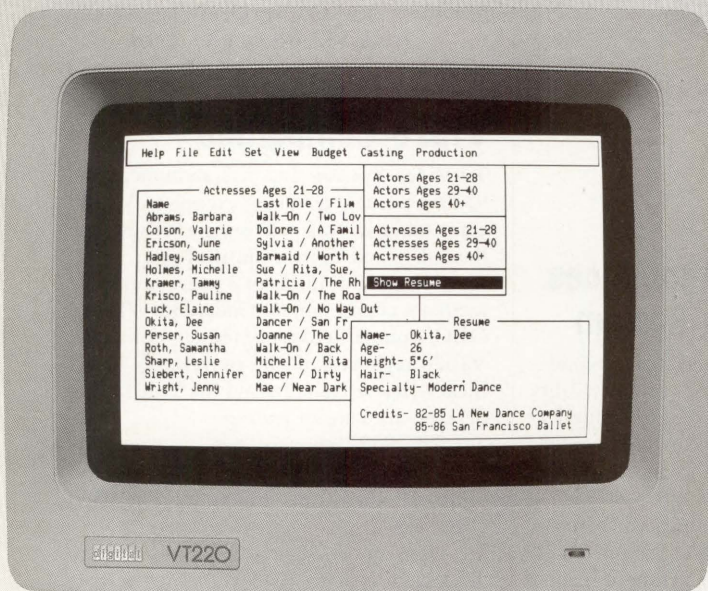 Help File Edit Set View Budget Casting Production
Actresses Ages 21-28
Name Last Role / Film
Abrams, Barbara Walk-On / Two Lov
Colson, Valerie Dolores / A Famil
Ericson, June Sylvia / Another
Hadley, Susan Barmaid / Worth t
Holmes, Michelle Sue / Rita, Sue,
Kramer, Tammy Patricia / The Rh
Krisco, Pauline Walk-On / The Roa
Luck, Elaine Walk-On / No Way Out
Okita, Dee Dancer / San Fr
Perser, Susan Joanne / The Lo
Roth, Samantha Walk-On / Back
Sharp, Leslie Michelle / Rita
Siebert, Jennifer Dancer / Dirty
Wright, Jenny Mae / Near Dark
Actors Ages 21-28
Actors Ages 29-40
Actors Ages 40+
Actresses Ages 21-28
Actresses Ages 29-40
Actresses Ages 40+
Show Resume
Resume
Name- Okita, Dee
Age- 26
Height- 5"6'
Hair- Black
Specialty- Modern Dance
Credits- 82-85 LA New Dance Company
85-86 San Francisco Ballet
VT220